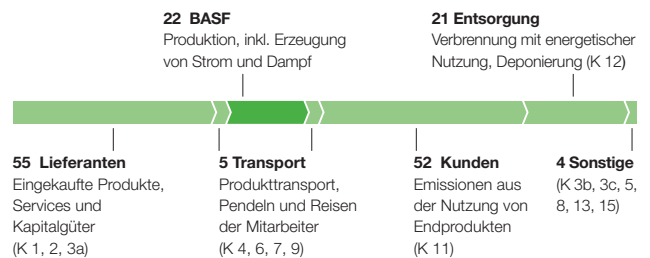 22 BASF
Produktion, inkl. Erzeugung
von Strom und Dampf
21 Entsorgung
Verbrennung mit energetischer
Nutzung, Deponierung (K 12)
55 Lieferanten
Eingekaufte Produkte,
Services und
Kapitalgüter
(K 1, 2, 3a)
5 Transport
Produkttransport,
Pendeln und Reisen
der Mitarbeiter
(K 4, 6, 7, 9)
52 Kunden
Emissionen aus
der Nutzung von
Endprodukten
(K 11)
4 Sonstige
(K 3b, 3c, 5,
8, 13, 15)